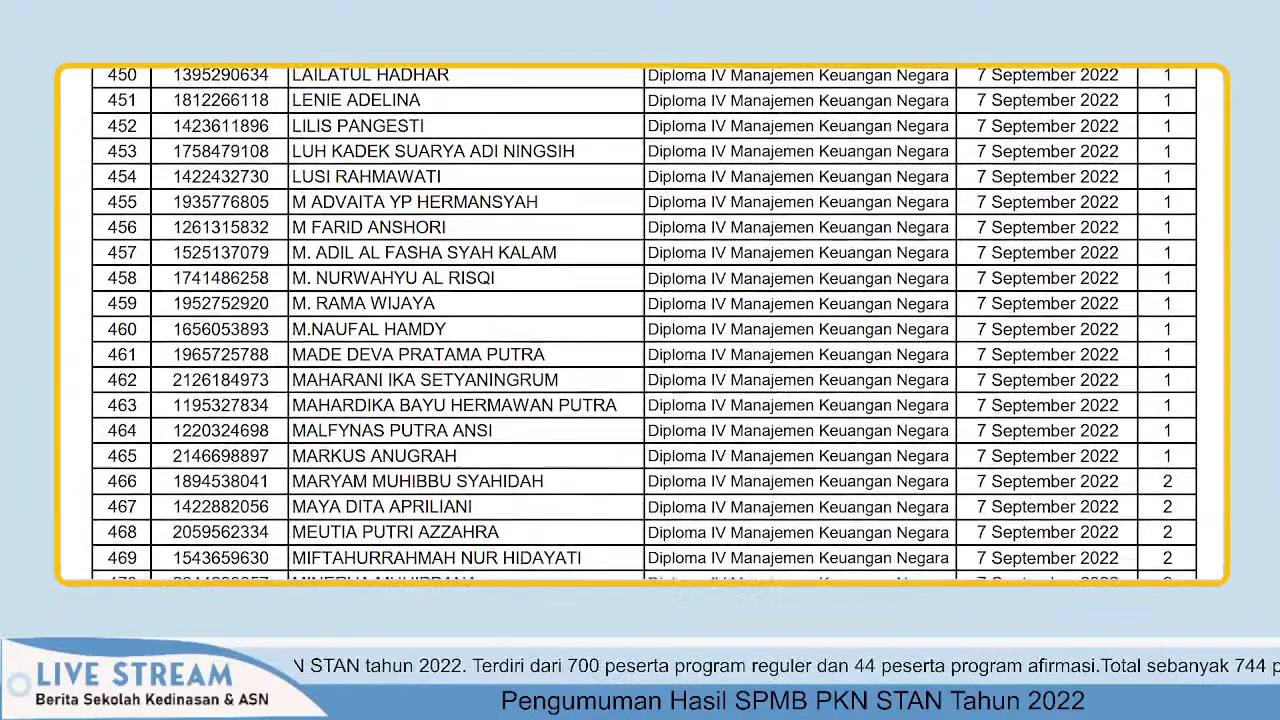 450 1395290634 LAILATUL HADHAR Diploma IV Manajemen Keuangan Negara 7 September 2022 1
451 1812266118 LENIE ADELINA Diploma IV Manajemen Keuangan Negara 7 September 2022 1
452 1423611896 LILIS PANGESTI Diploma IV Manajemen Keuangan Negara 7 September 2022 1
453 1758479108 LUH KADEK SUARYA ADI NINGSIH Diploma IV Manajemen Keuangan Negara 7 September 2022 1
454 1422432730 LUSI RAHMAWATI Diploma IV Manajemen Keuangan Negara 7 September 2022 1
455 1935776805 M ADVAITA YP HERMANSYAH Diploma IV Manajemen Keuangan Negara 7 September 2022 1
456 1261315832 M FARID ANSHORI Diploma IV Manajemen Keuangan Negara 7 September 2022 1
457 1525137079 M. ADIL AL FASHA SYAH KALAM Diploma IV Manajemen Keuangan Negara 7 September 2022 1
458 1741486258 M. NURWAHYU AL RISQI Diploma IV Manajemen Keuangan Negara 7 September 2022 1
459 1952752920 M. RAMA WIJAYA Diploma IV Manajemen Keuangan Negara 7 September 2022 1
460 1656053893 M.NAUFAL HAMDY Diploma IV Manajemen Keuangan Negara 7 September 2022 1
461 1965725788 MADE DEVA PRATAMA PUTRA Diploma IV Manajemen Keuangan Negara 7 September 2022 1
462 2126184973 MAHARANI IKA SETYANINGRUM Diploma IV Manajemen Keuangan Negara 7 September 2022 1
463 1195327834 MAHARDIKA BAYU HERMAWAN PUTRA Diploma IV Manajemen Keuangan Negara 7 September 2022 1
464 1220324698 MALFYNAS PUTRA ANSI Diploma IV Manajemen Keuangan Negara 7 September 2022 1
465 2146698897 MARKUS ANUGRAH Diploma IV Manajemen Keuangan Negara 7 September 2022 1
466 1894538041 MARYAM MUHIBBU SYAHIDAH Diploma IV Manajemen Keuangan Negara 7 September 2022 2
467 1422882056 MAYA DITA APRILIANI Diploma IV Manajemen Keuangan Negara 7 September 2022 2
468 2059562334 MEUTIA PUTRI AZZAHRA Diploma IV Manajemen Keuangan Negara 7 September 2022 2
469 1543659630 MIFTAHURRAHMAH NUR HIDAYATI Diploma IV Manajemen Keuangan Negara 7 September 2022 2
N STAN tahun 2022. Terdiri dari 700 peserta program reguler dan 44 peserta program afirmasi.Total sebanyak 744 p
LIVE STREAM
Berita Sekolah Kedinasan & ASN
Pengumuman Hasil SPMB PKN STAN Tahun 2022